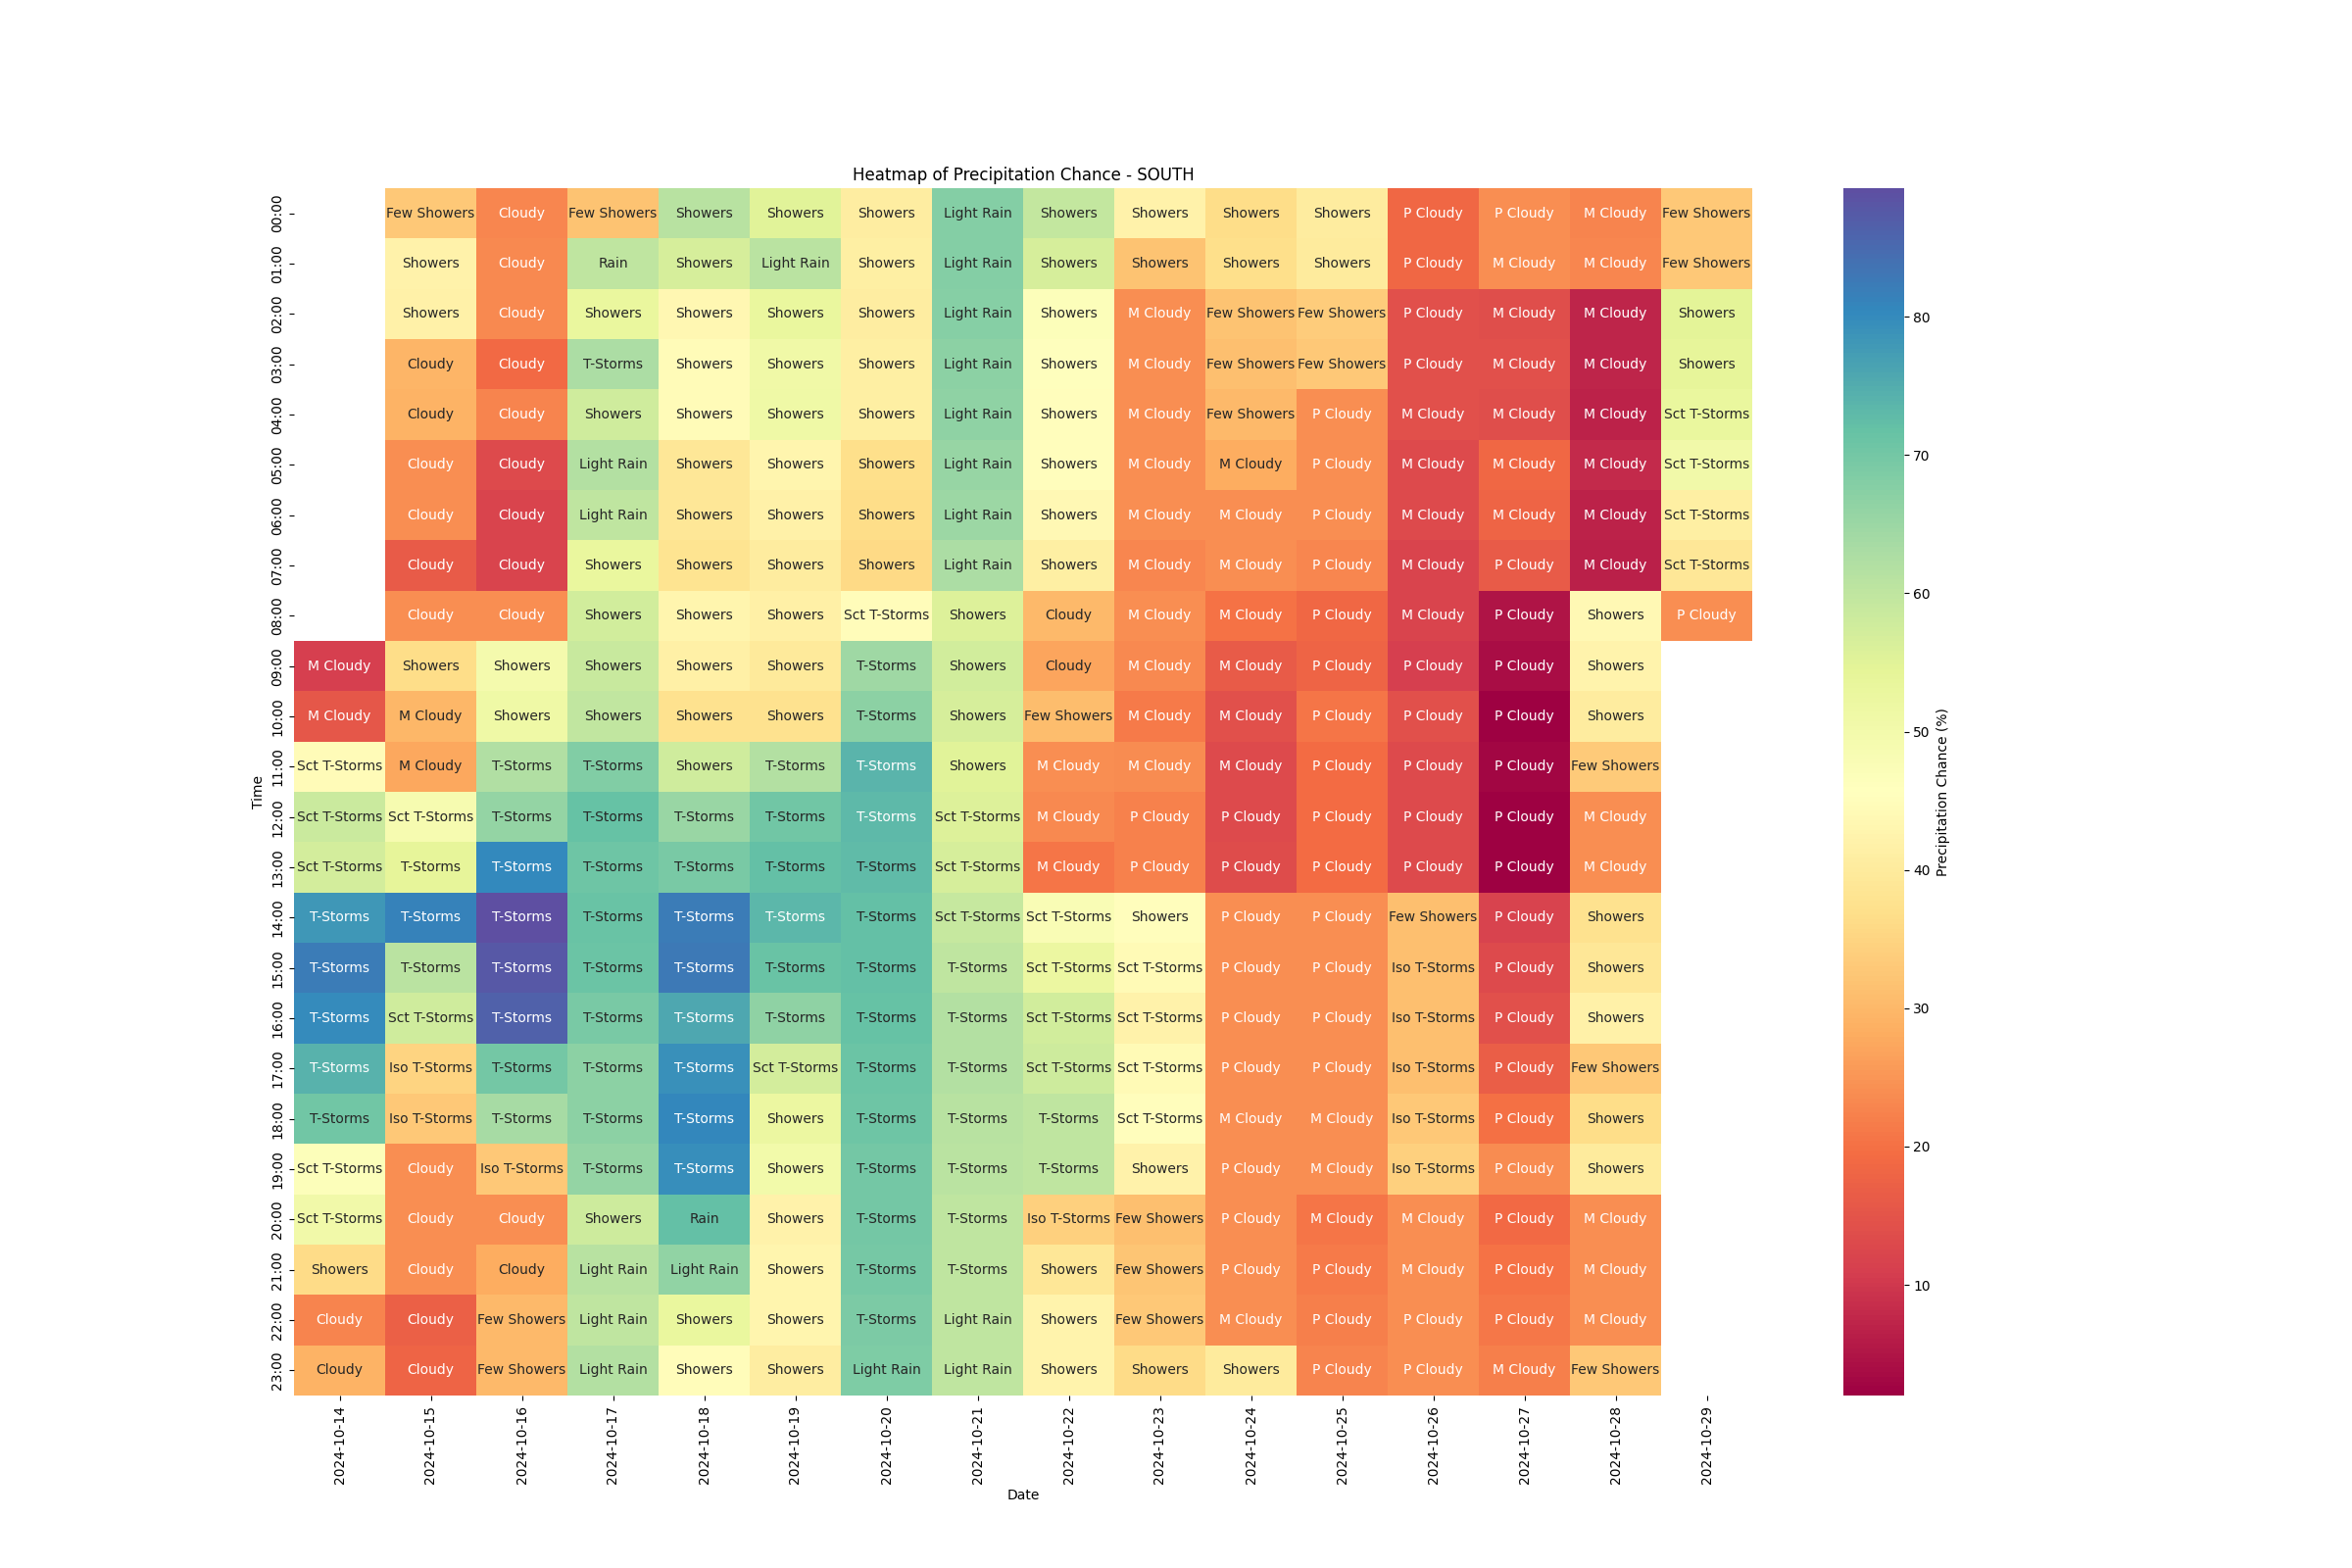 Heatmap of Precipitation Chance - SOUTH
00:00 Few Showers Cloudy Few Showers Showers Showers Showers Light Rain Showers Showers Showers Showers P Cloudy P Cloudy M Cloudy Few Showers
01:00 Showers Cloudy Rain Showers Light Rain Showers Light Rain Showers Showers Showers Showers P Cloudy M Cloudy M Cloudy Few Showers
02:00 Showers Cloudy Showers Showers Showers Showers Light Rain Showers M Cloudy Few Showers Few Showers P Cloudy M Cloudy M Cloudy Showers
03:00 Cloudy Cloudy T-Storms Showers Showers Showers Light Rain Showers M Cloudy Few Showers Few Showers P Cloudy M Cloudy M Cloudy Showers
04:00 Cloudy Cloudy Showers Showers Showers Showers Light Rain Showers M Cloudy Few Showers P Cloudy M Cloudy M Cloudy M Cloudy Sct T-Storms
05:00 Cloudy Cloudy Light Rain Showers Showers Showers Light Rain Showers M Cloudy M Cloudy P Cloudy M Cloudy M Cloudy M Cloudy Sct T-Storms
06:00 Cloudy Cloudy Light Rain Showers Showers Showers Light Rain Showers M Cloudy M Cloudy P Cloudy M Cloudy M Cloudy M Cloudy Sct T-Storms
07:00 Cloudy Cloudy Showers Showers Showers Showers Light Rain Showers M Cloudy M Cloudy P Cloudy M Cloudy P Cloudy M Cloudy Sct T-Storms
08:00 Cloudy Cloudy Showers Showers Showers Sct T-Storms Showers Cloudy M Cloudy M Cloudy P Cloudy M Cloudy P Cloudy Showers P Cloudy
09:00 M Cloudy Showers Showers Showers Showers Showers T-Storms Showers Cloudy M Cloudy M Cloudy P Cloudy P Cloudy P Cloudy Showers
10:00 M Cloudy M Cloudy Showers Showers Showers Showers T-Storms Showers Few Showers M Cloudy M Cloudy P Cloudy P Cloudy P Cloudy Showers
11:00 Sct T-Storms M Cloudy T-Storms T-Storms Showers T-Storms T-Storms Showers M Cloudy M Cloudy M Cloudy P Cloudy P Cloudy P Cloudy Few Showers
12:00 Sct T-Storms Sct T-Storms T-Storms T-Storms T-Storms T-Storms T-Storms Sct T-Storms M Cloudy P Cloudy P Cloudy P Cloudy P Cloudy P Cloudy M Cloudy
13:00 Sct T-Storms T-Storms T-Storms T-Storms T-Storms T-Storms T-Storms Sct T-Storms M Cloudy P Cloudy P Cloudy P Cloudy P Cloudy P Cloudy M Cloudy
14:00 T-Storms T-Storms T-Storms T-Storms T-Storms T-Storms T-Storms Sct T-Storms Sct T-Storms Showers P Cloudy P Cloudy Few Showers P Cloudy Showers
15:00 T-Storms T-Storms T-Storms T-Storms T-Storms T-Storms T-Storms T-Storms Sct T-Storms Sct T-Storms P Cloudy P Cloudy Iso T-Storms P Cloudy Showers
16:00 T-Storms Sct T-Storms T-Storms T-Storms T-Storms T-Storms T-Storms T-Storms Sct T-Storms Sct T-Storms P Cloudy P Cloudy Iso T-Storms P Cloudy Showers
17:00 T-Storms Iso T-Storms T-Storms T-Storms T-Storms Sct T-Storms T-Storms T-Storms Sct T-Storms Sct T-Storms P Cloudy P Cloudy Iso T-Storms P Cloudy Few Showers
18:00 T-Storms Iso T-Storms T-Storms T-Storms T-Storms Showers T-Storms T-Storms T-Storms Sct T-Storms M Cloudy M Cloudy Iso T-Storms P Cloudy Showers
19:00 Sct T-Storms Cloudy Iso T-Storms T-Storms T-Storms Showers T-Storms T-Storms T-Storms Showers P Cloudy M Cloudy Iso T-Storms P Cloudy Showers
20:00 Sct T-Storms Cloudy Cloudy Showers Rain Showers T-Storms T-Storms Iso T-Storms Few Showers P Cloudy M Cloudy M Cloudy P Cloudy M Cloudy
21:00 Showers Cloudy Cloudy Light Rain Light Rain Showers T-Storms T-Storms Showers Few Showers P Cloudy P Cloudy M Cloudy P Cloudy M Cloudy
22:00 Cloudy Cloudy Few Showers Light Rain Showers Showers T-Storms Light Rain Showers Few Showers M Cloudy P Cloudy P Cloudy P Cloudy M Cloudy
23:00 Cloudy Cloudy Few Showers Light Rain Showers Showers Light Rain Light Rain Showers Showers Showers P Cloudy P Cloudy M Cloudy Few Showers
Time
2024-10-14 2024-10-15 2024-10-16 2024-10-17 2024-10-18 2024-10-19 2024-10-20 2024-10-21 2024-10-22 2024-10-23 2024-10-24 2024-10-25 2024-10-26 2024-10-27 2024-10-28 2024-10-29
Date
80
70
60
50
40
30
20
10
Precipitation Chance (%)